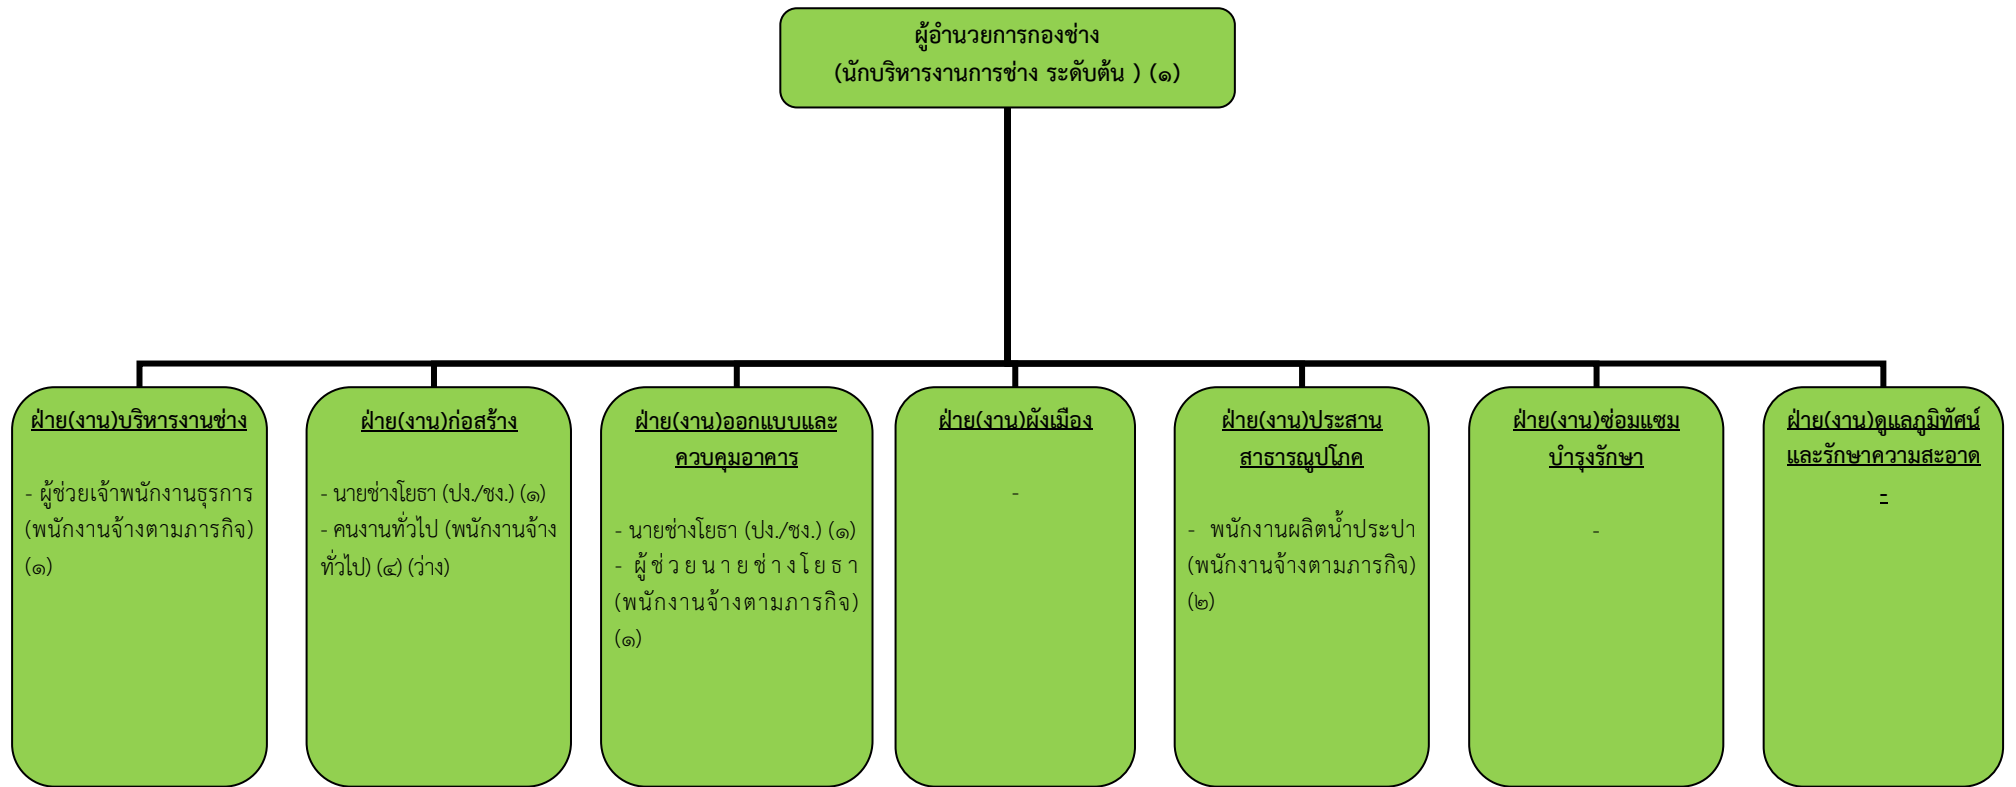 ผู้อำนวยการกองช่าง
(นักบริหารงานการช่าง ระดับต้น ) (๑)
ฝ่าย(งาน)บริหารงานช่าง
- ผู้ช่วยเจ้าพนักงานธุรการ
(พนักงานจ้างตามภารกิจ)
(๑)
ฝ่าย(งาน)ก่อสร้าง
- นายช่างโยธา (ปง./ชง.) (๑)
- คนงานทั่วไป (พนักงานจ้าง
ทั่วไป) (๔) (ว่าง)
ฝ่าย(งาน)ออกแบบและ
ควบคุมอาคาร
- นายช่างโยธา (ปง./ชง.) (๑)
- ผู้ช่วยนายช่างโยธา
(พนักงานจ้างตามภารกิจ)
(๑)
ฝ่าย(งาน)ผังเมือง
-
ฝ่าย(งาน)ประสาน
สาธารณูปโภค
- พนักงานผลิตน้ำประปา
(พนักงานจ้างตามภารกิจ)
(๒)
ฝ่าย(งาน)ซ่อมแซม
บำรุงรักษา
-
ฝ่าย(งาน)ดูแลภูมิทัศน์
และรักษาความสะอาด
-